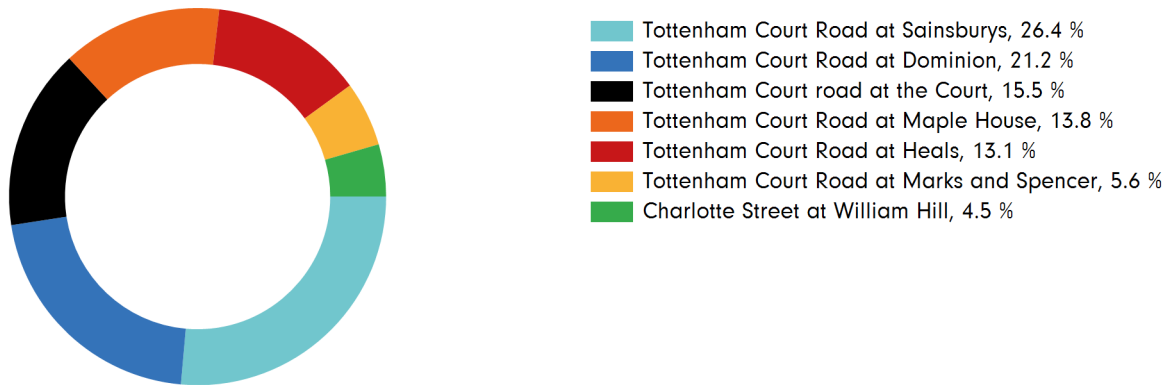 Tottenham Court Road at Sainsburys, 26.4 %
Tottenham Court Road at Dominion, 21.2 %
Tottenham Court road at the Court, 15.5 %
Tottenham Court Road at Maple House, 13.8 %
Tottenham Court Road at Heals, 13.1 %
Tottenham Court Road at Marks and Spencer, 5.6 %
Charlotte Street at William Hill, 4.5 %